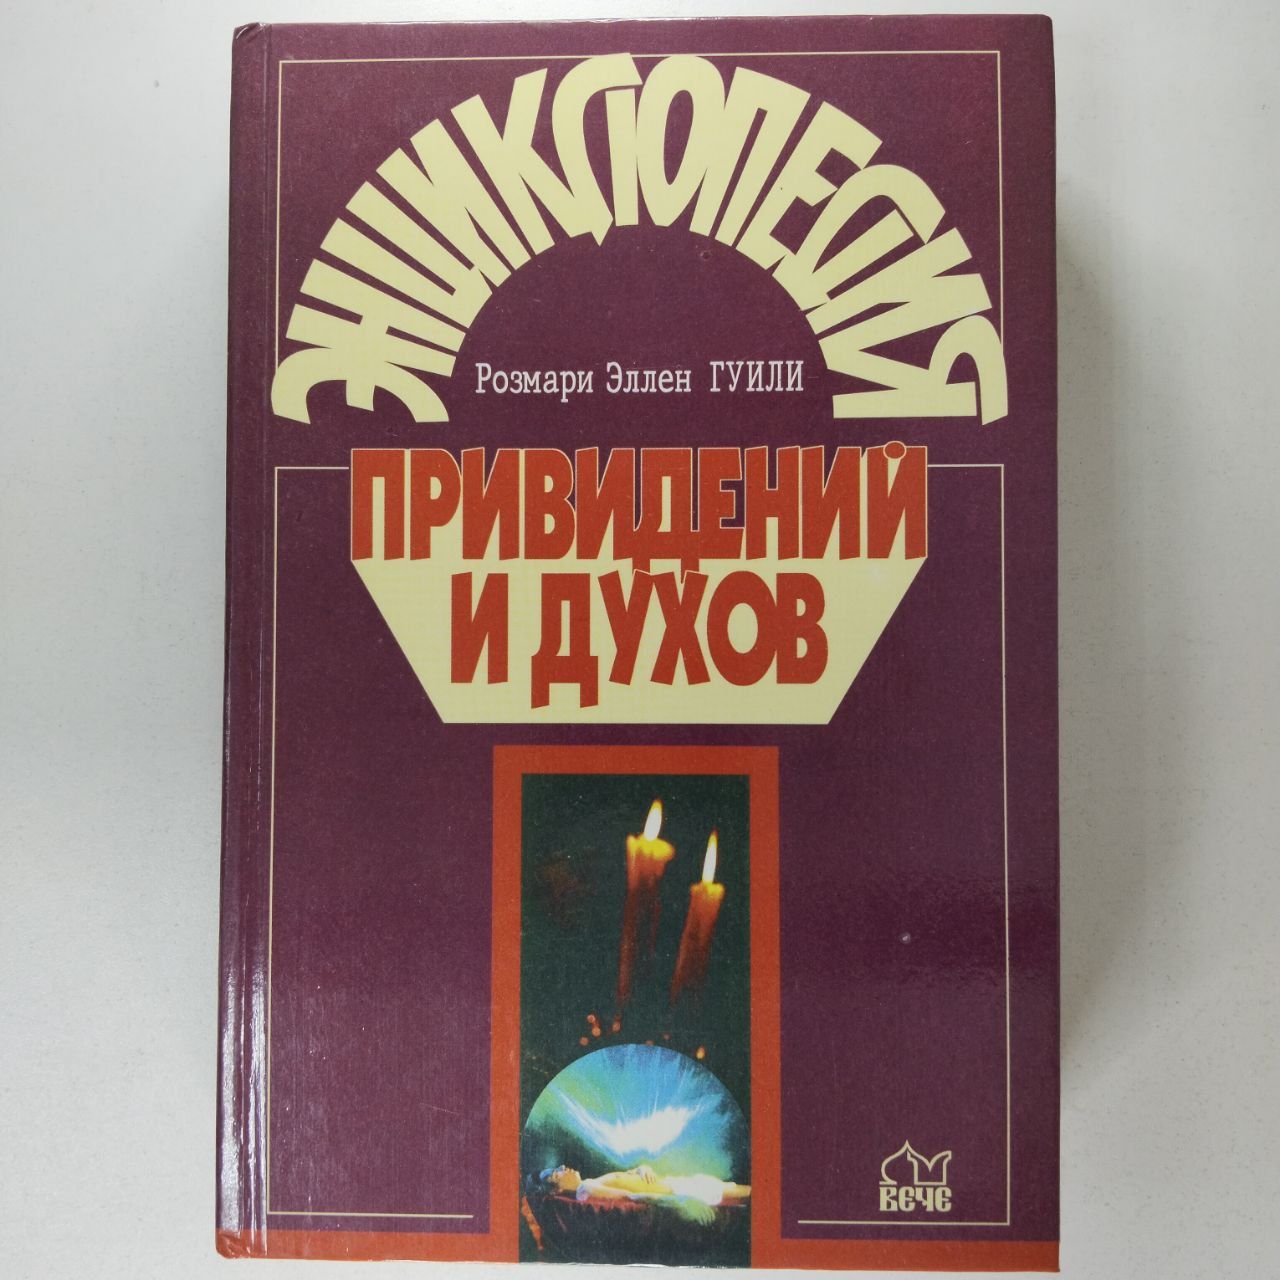 ЭНЦИКЛОПЕДИЯ
Розмари Эллен ГУИЛИ
ПРИВИДЕНИЙ
И ДУХОВ
ВЕЧЕ